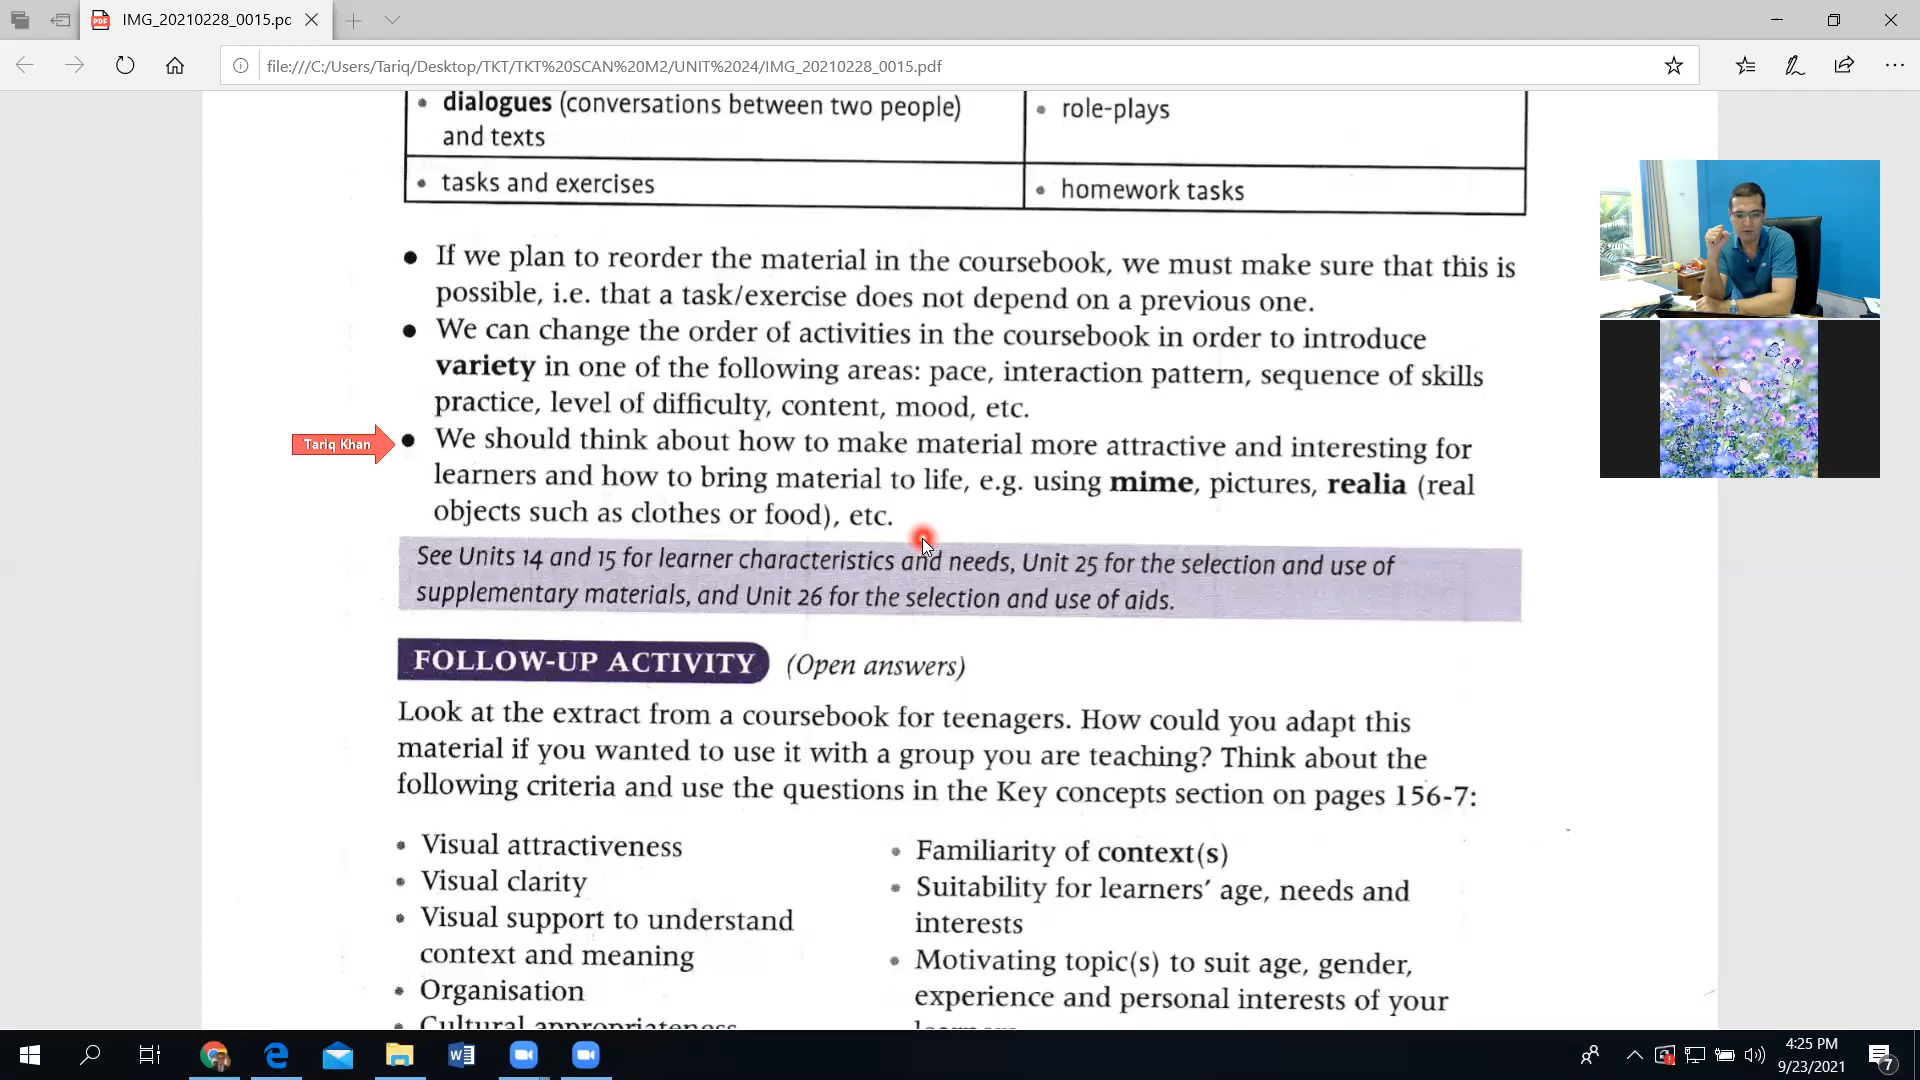 IMG_20210228_0015.pc
file:///C:/Users/Tariq/Desktop/TKT/TKT%20SCAN%20M2/UNIT%2024/IMG_20210228_0015.pdf
• dialogues (conversations between two people)
and texts
• role-plays
• tasks and exercises
• homework tasks
● If we plan to reorder the material in the coursebook, we must make sure that this is
possible, i.e. that a task/exercise does not depend on a previous one.
● We can change the order of activities in the coursebook in order to introduce
variety in one of the following areas: pace, interaction pattern, sequence of skills
practice, level of difficulty, content, mood, etc.
Tariq Khan
● We should think about how to make material more attractive and interesting for
learners and how to bring material to life, e.g. using mime, pictures, realia (real
objects such as clothes or food), etc.
See Units 14 and 15 for learner characteristics and needs, Unit 25 for the selection and use of
supplementary materials, and Unit 26 for the selection and use of aids.
FOLLOW-UP ACTIVITY (Open answers)
Look at the extract from a coursebook for teenagers. How could you adapt this
material if you wanted to use it with a group you are teaching? Think about the
following criteria and use the questions in the Key concepts section on pages 156-7:
• Visual attractiveness
• Visual clarity
• Visual support to understand
context and meaning
• Organisation
• Cultural appropriateness
• Familiarity of context(s)
• Suitability for learners' age, needs and
interests
• Motivating topic(s) to suit age, gender,
experience and personal interests of your
4:25 PM
9/23/2021
7